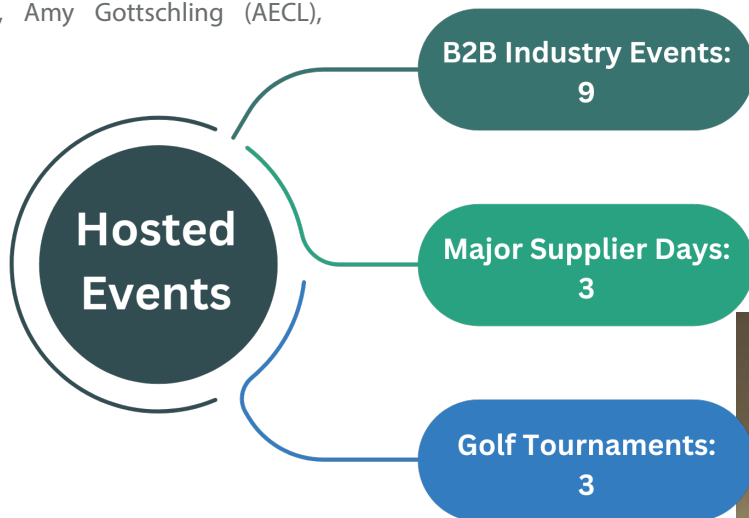 , Amy Gottschling (AECL),
B2B Industry Events:
9
Hosted
Events
Major Supplier Days:
3
Golf Tournaments:
3